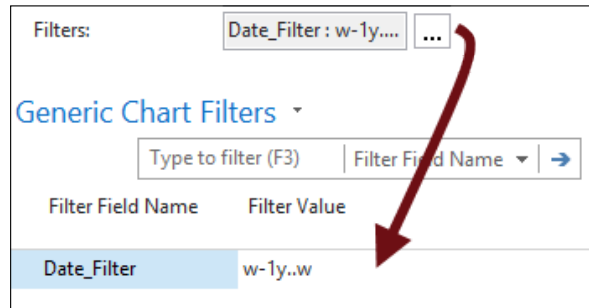 Filters: Date_Filter : w-1y.... ...
Generic Chart Filters
Type to filter (F3) Filter Field Name
Filter Field Name Filter Value
Date_Filter w-1y..w